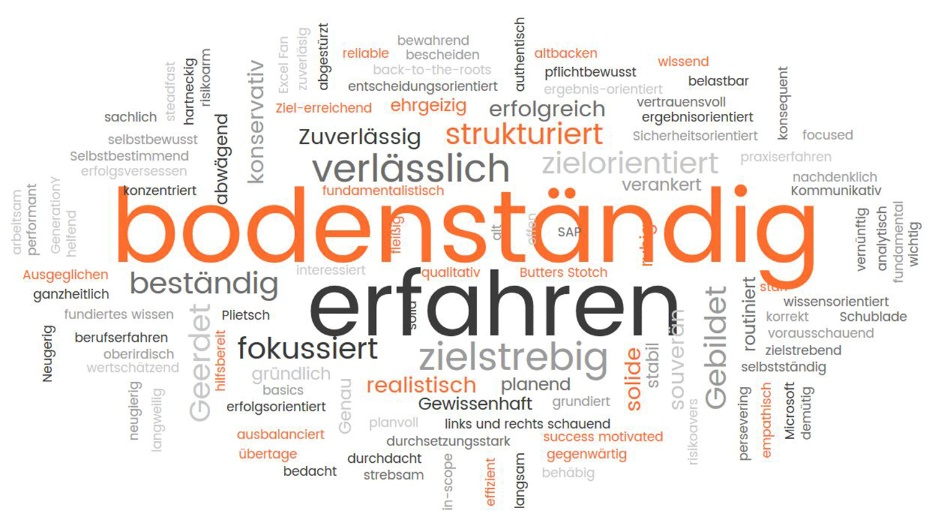 bewahrend
bescheiden
back-to-the-roots
entscheidungsorientiert
reliable
Excel Fan
zuverläsig
abgestürzt
authentisch
altbacken
pflichtbewusst
ergebnis-orientiert
wissend
belastbar
vertrauensvoll
ergebnisorientiert
Sicherheitsorientiert
konsequent
focused
praxiserfahren
nachdenklich
Kommunikativ
steadfast
hartneckig
risikoarm
sachlich
selbstbewusst
Selbstbestimmend
erfolgsversessen
konzentriert
abwägend
konservativ
Ziel-erreichend
ehrgeizig
erfolgreich
Zuverlässig
strukturiert
verlässlich
zielorientiert
verankert
fundamentalistisch
arbeitsam
performant
GenerationY
helfend
bodenständig
fleißig
alt
offen
SAP
ruhig
vernünftig
analytisch
fundamental
wichtig
Ausgeglichen
ganzheitlich
beständig
interessiert
qualitativ
Butters Stotch
erfahren
solid
stark
wissensorientiert
korrekt
Schublade
vorausschauend
zielstrebend
selbstständig
fundiertes wissen
Plietsch
Neugerig
berufserfahren
oberirdisch
wertschätzend
Geerdet
hilfsbereit
fokussiert
zielstrebig
gründlich
basics
erfolgsorientiert
realistisch
planend
Gewissenhaft
grundiert
solide
stabil
souverän
Gebildet
routiniert
neugierig
langweilig
Genau
planvoll
links und rechts schauend
durchsetzungsstark
success motivated
gegenwärtig
ausbalanciert
übertage
bedacht
durchdacht
strebsam
in-scope
effizient
langsam
behäbig
risikoavers
persevering
empathisch
Microsoft
demütig